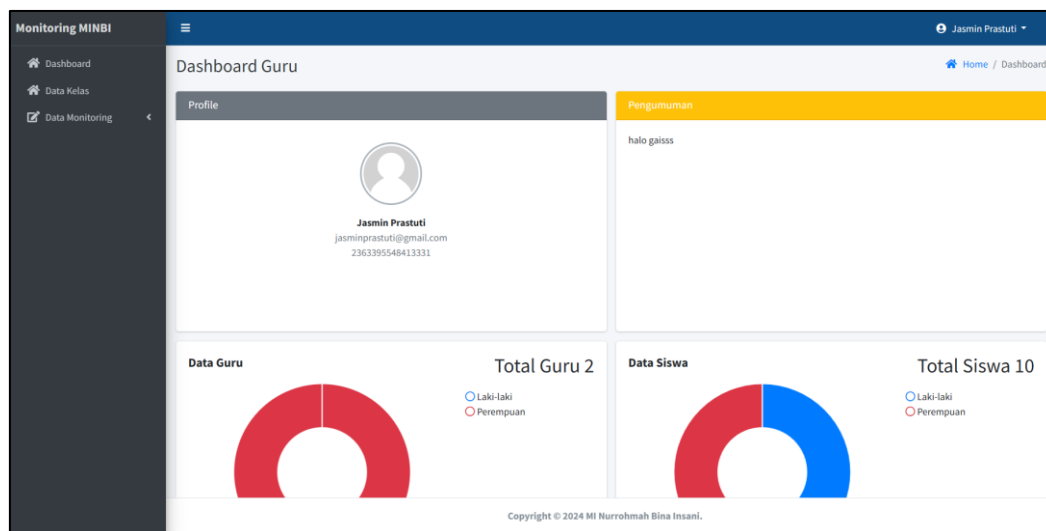 Monitoring MINBI
Jasmin Prastuti
Dashboard
Data Kelas
Data Monitoring
Dashboard Guru
Home / Dashboard
Profile
Jasmin Prastuti
jasminprastuti@gmail.com
2363395548413331
Pengumuman
halo gaisss
Data Guru
Total Guru 2
Laki-laki
Perempuan
Data Siswa
Total Siswa 10
Laki-laki
Perempuan
Copyright © 2024 MI Nurrohmah Bina Insani.